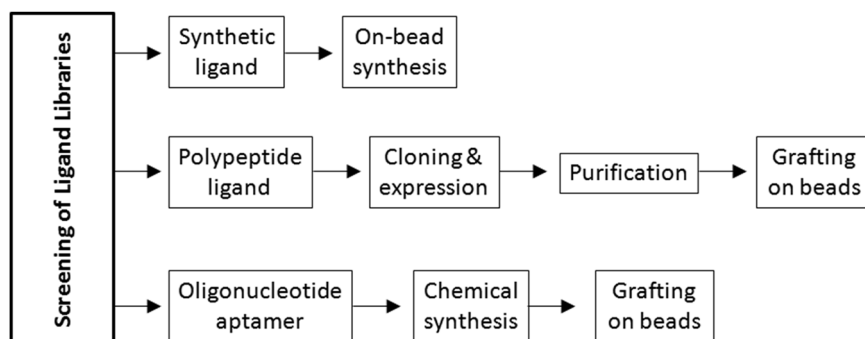 Screening of Ligand Libraries
Synthetic
ligand
On-bead
synthesis
Polypeptide
ligand
Cloning &
expression
Purification
Grafting
on beads
Oligonucleotide
aptamer
Chemical
synthesis
Grafting
on beads